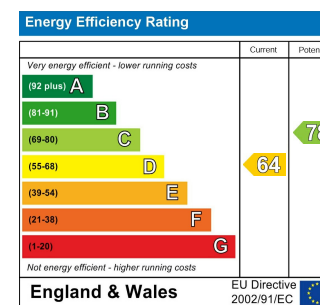 Energy Efficiency Rating
Current
Very energy efficient - lower running costs
(92 plus) A
(81-91) B
(69-80) C
(55-68) D
64
(39-54) E
(21-38) F
(1-20) G
Not energy efficient - higher running costs
England & Wales
EU Directive
2002/91/EC